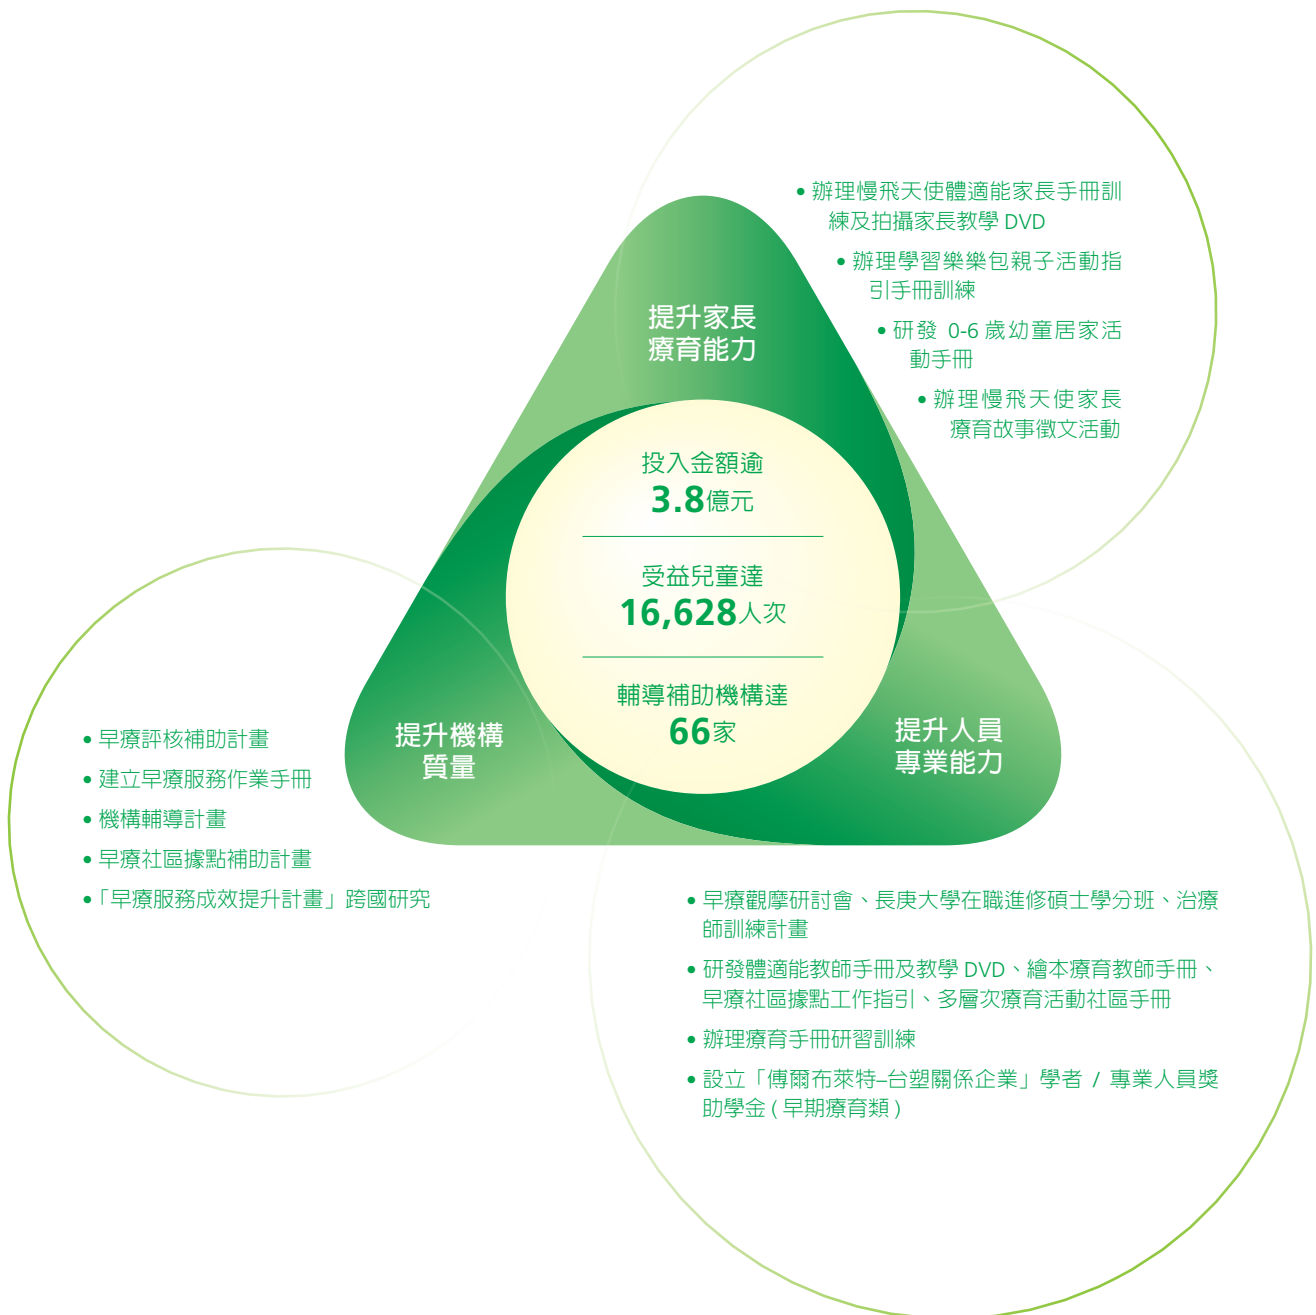 • 辦理慢飛天使體適能家長手冊訓
練及拍攝家長教學 DVD
• 辦理學習樂樂包親子活動指
引手冊訓練
• 研發 0-6 歲幼童居家活
動手冊
• 辦理慢飛天使家長
療育故事徵文活動
提升家長
療育能力
投入金額逾
3.8億元
受益兒童達
16,628人次
輔導補助機構達
66家
提升機構
質量
提升人員
專業能力
• 早療評核補助計畫
• 建立早療服務作業手冊
• 機構輔導計畫
• 早療社區據點補助計畫
• 「早療服務成效提升計畫」跨國研究
• 早療觀摩研討會、長庚大學在職進修碩士學分班、治療
師訓練計畫
• 研發體適能教師手冊及教學 DVD、繪本療育教師手冊、
早療社區據點工作指引、多層次療育活動社區手冊
• 辦理療育手冊研習訓練
• 設立「傅爾布萊特–台塑關係企業」學者 / 專業人員獎
助學金 ( 早期療育類 )